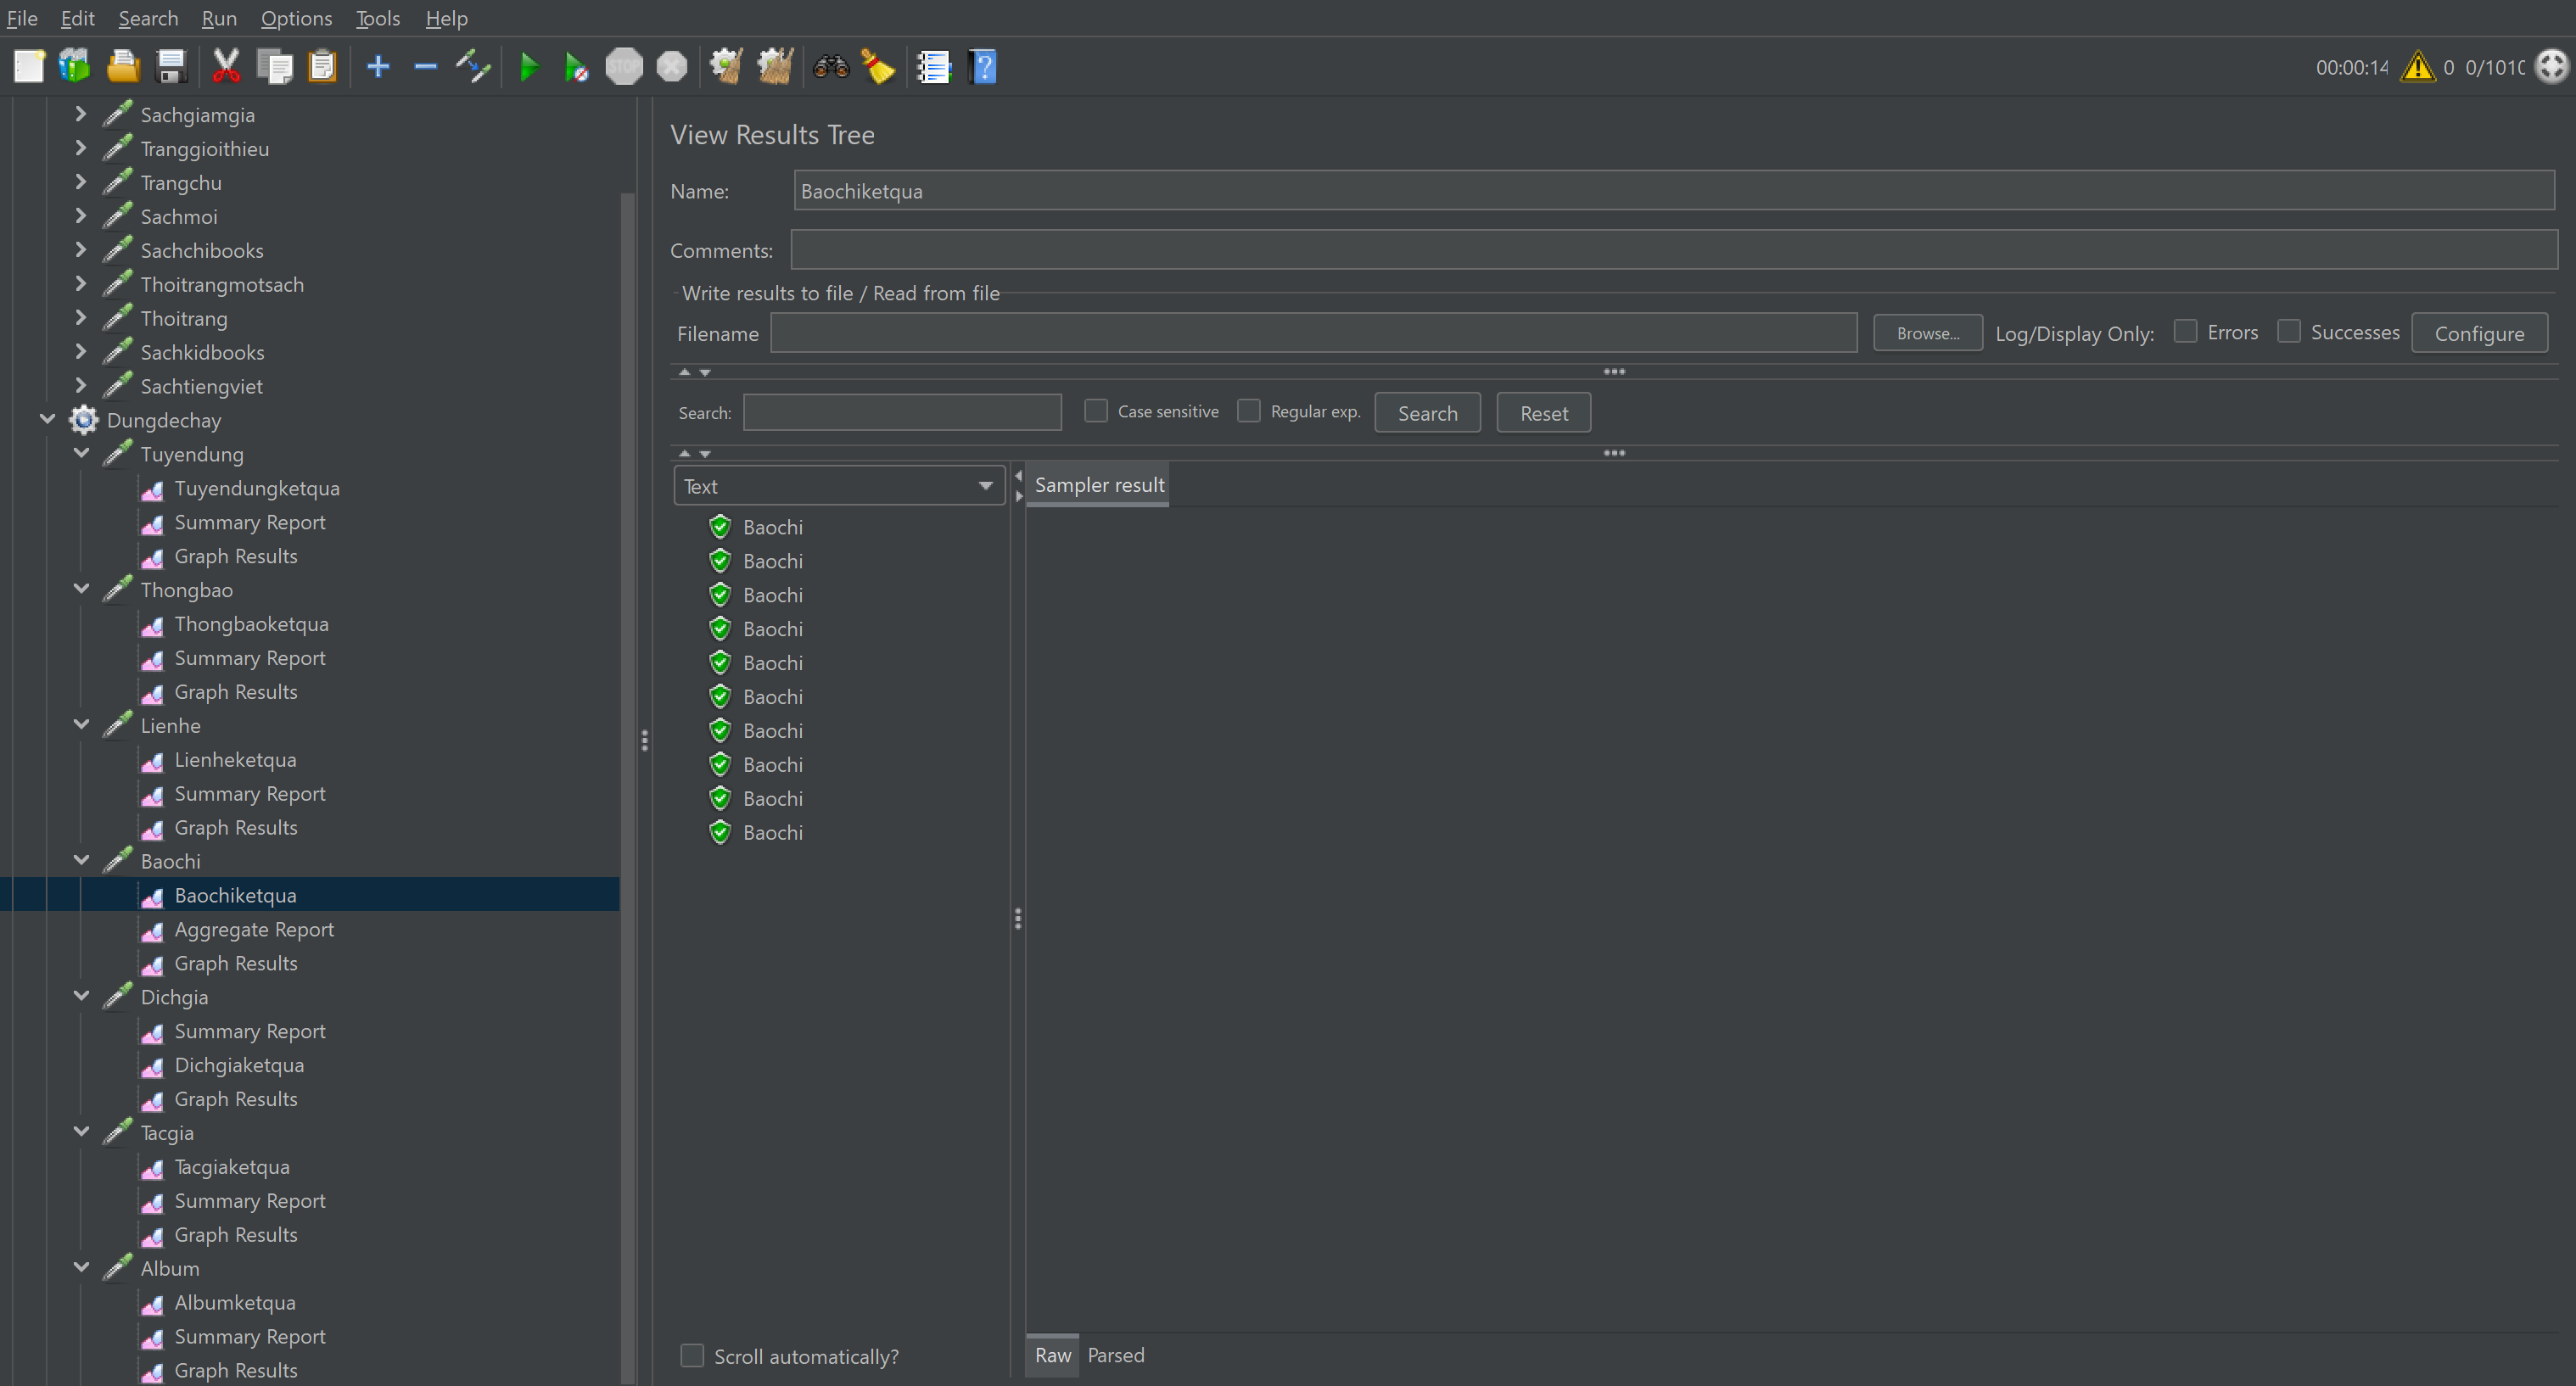 File Edit Search Run Options Tools Help
STOP
00:00:14 0 0/1010
Sachgiamgia
Tranggioithieu
Trangchu
Sachmoi
Sachchibooks
Thoitrangmotsach
Thoitrang
Sachkidbooks
Sachtiengviet
Dungdechay
Tuyendung
Tuyendungketqua
Summary Report
Graph Results
Thongbao
Thongbaoketqua
Summary Report
Graph Results
Lienhe
Lienheketqua
Summary Report
Graph Results
Baochi
Baochiketqua
Aggregate Report
Graph Results
Dichgia
Summary Report
Dichgiaketqua
Graph Results
Tacgia
Tacgiaketqua
Summary Report
Graph Results
Album
Albumketqua
Summary Report
Graph Results
View Results Tree
Name: Baochiketqua
Comments:
Write results to file / Read from file
Filename Browse... Log/Display Only: Errors Successes Configure
Search: Case sensitive Regular exp. Search Reset
Text
Sampler result
Baochi
Baochi
Baochi
Baochi
Baochi
Baochi
Baochi
Baochi
Baochi
Baochi
Scroll automatically?
Raw Parsed